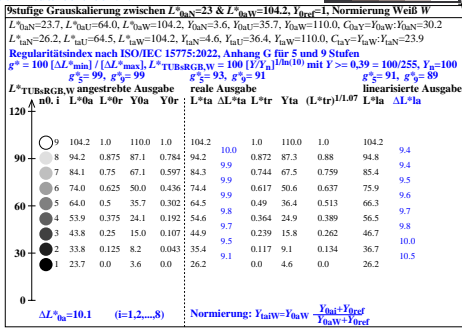 9stufige Graukalierung zwischen L*0aN=23 & L*0aW=104.2, Y0ref=1, Normierung Weiß W
L*0aN=23.7, L*0aU=64.0, L*0aW=104.2, Y0aN=3.6, Y0aU=35.7, Y0aW=110.0, C0aY=Y0aW:Y0aN=30.2
L*taN=26.2, L*taU=64.5, L*taW=104.2, YtaN=4.6, YtaU=36.4, YtaW=110.0, CtaY=Ytaw:YtaN=23.9
Regularitätsindex nach ISO/IEC 15775:2022, Anhang G für 5 und 9 Stufen
g* = 100 [ΔL*min] / [ΔL*max], L*TUBsRGB,W = 100 [Y/Yn]1/ln(10) mit Y >= 0,39 = 100/255, Yn=100
g*5= 99, g*9= 99 g*5= 93, g*9= 91 g*5= 91, g*9= 89
L*TUBsRGB,W angestrebte Ausgabe reale Ausgabe linearisierte Ausgabe
n0. i L*0a L*0r Y0a Y0r L*ta ΔL*ta L*tr Yta (L*tr)1/1.07 L*la ΔL*la
120
9 104.2 1.0 110.0 1.0 104.2 1.0 110.0 1.0 104.2
10.0 9.4
90 8 94.2 0.875 87.1 0.784 94.2 0.872 87.3 0.88 94.8
9.9 9.4
7 84.1 0.75 67.1 0.597 84.3 0.744 67.5 0.759 85.4
9.9 9.5
6 74.0 0.625 50.0 0.436 74.4 0.617 50.6 0.637 75.9
9.9 9.6
60 5 64.0 0.5 35.7 0.302 64.5 0.49 36.4 0.513 66.3
9.8 9.7
4 53.9 0.375 24.1 0.192 54.6 0.364 24.9 0.389 56.5
9.7 9.8
3 43.8 0.25 15.0 0.107 44.9 0.239 15.8 0.262 46.7
9.5 10.0
30 2 33.8 0.125 8.2 0.043 35.4 0.117 9.1 0.134 36.7
9.1 10.5
1 23.7 0.0 3.6 0.0 26.2 0.0 4.6 0.0 26.2
0
ΔL*0a=10.1 (i=1,2,...,8) Normierung: YtaiW=Y0aW Y0ai+Y0ref
Y0aW+Y0ref